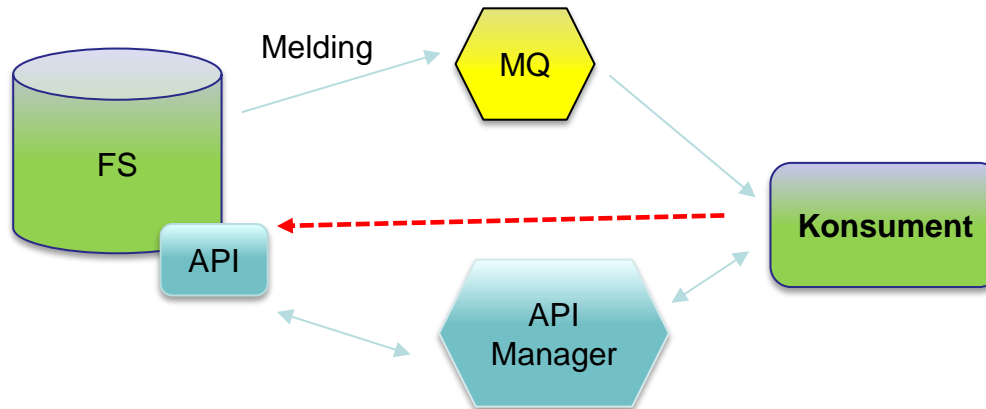 Melding
MQ
FS
Konsument
API
API
Manager